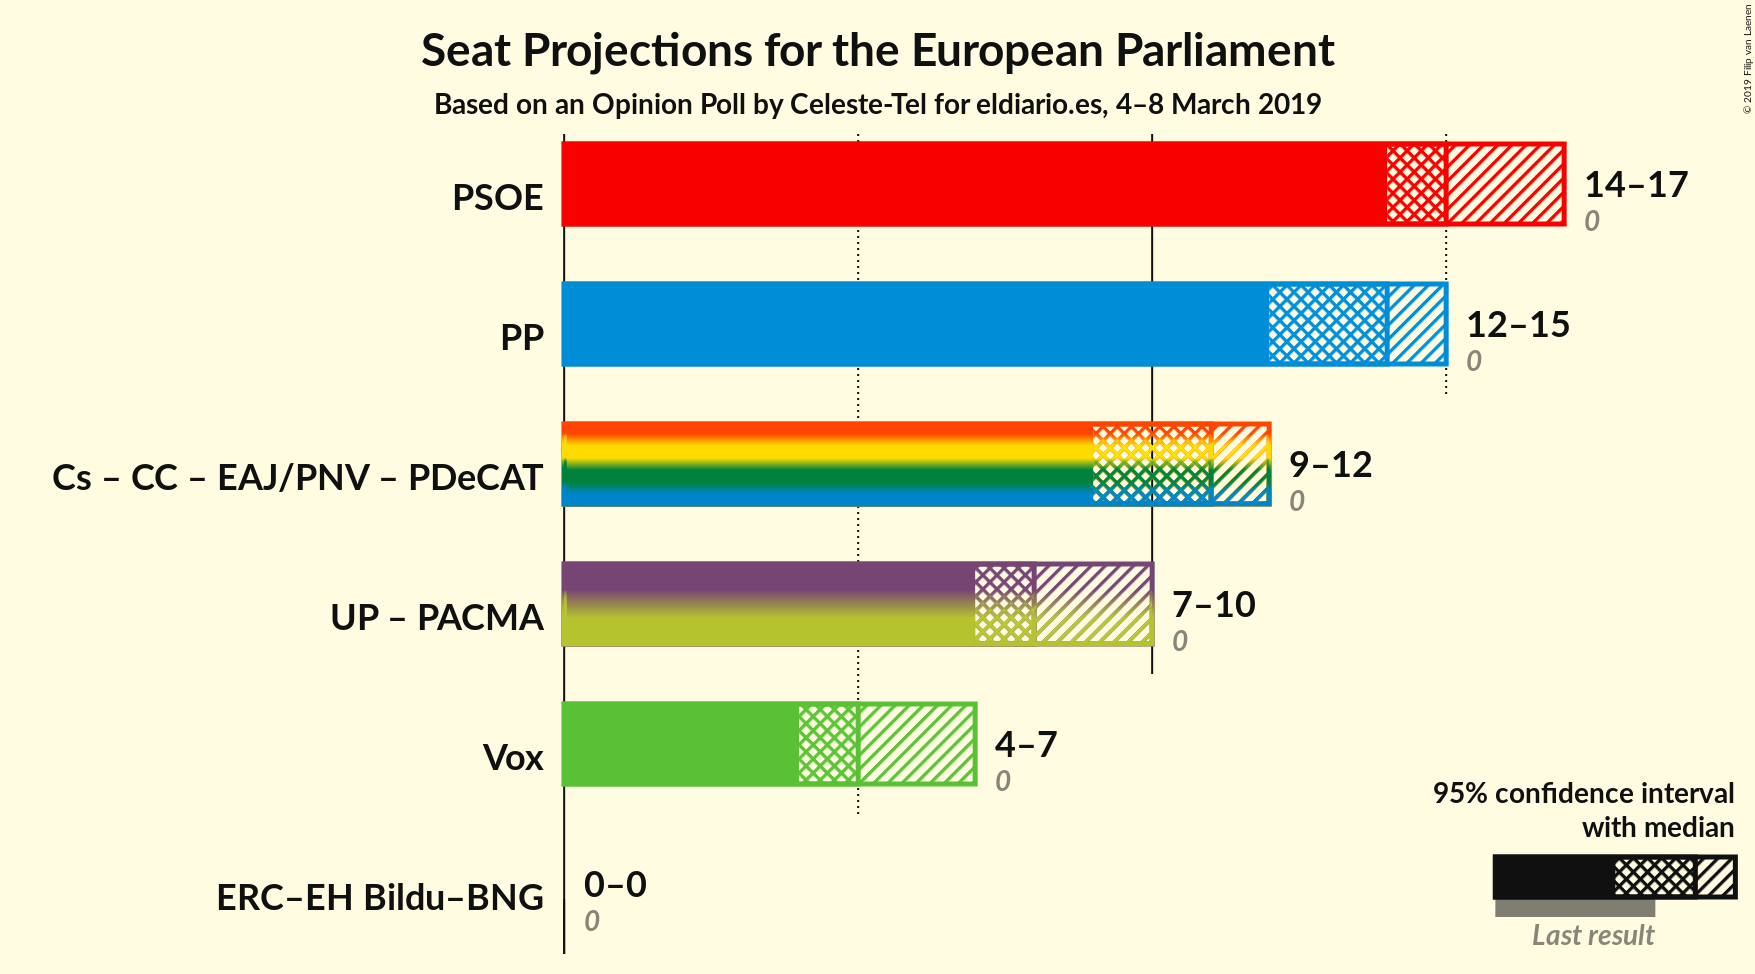 Seat Projections for the European Parliament
Based on an Opinion Poll by Celeste-Tel for eldiario.es, 4–8 March 2019
© 2019 Filip van Laenen
PSOE
14–17
0
PP
12–15
0
Cs – CC – EAJ/PNV – PDeCAT
9–12
0
UP – PACMA
7–10
0
Vox
4–7
0
ERC–EH Bildu–BNG
0–0
0
95% confidence interval
with median
Last result